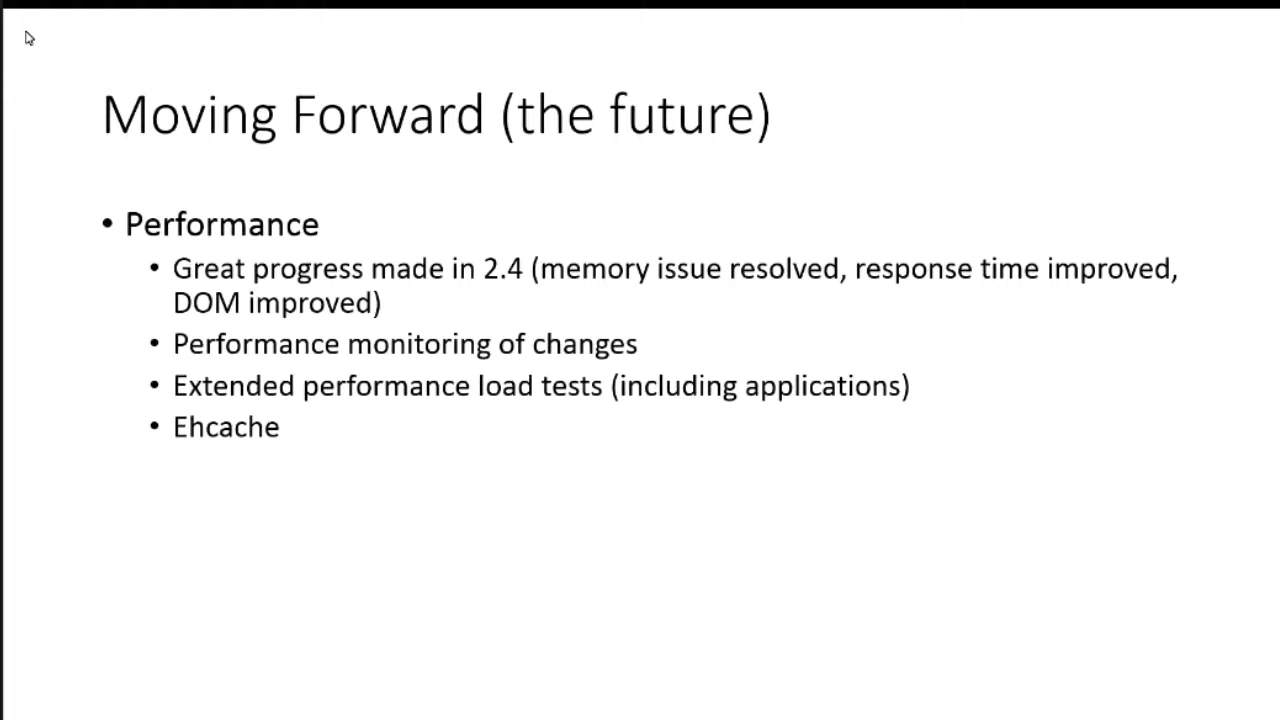 Moving Forward (the future)
• Performance
• Great progress made in 2.4 (memory issue resolved, response time improved,
DOM improved)
• Performance monitoring of changes
• Extended performance load tests (including applications)
• Ehcache